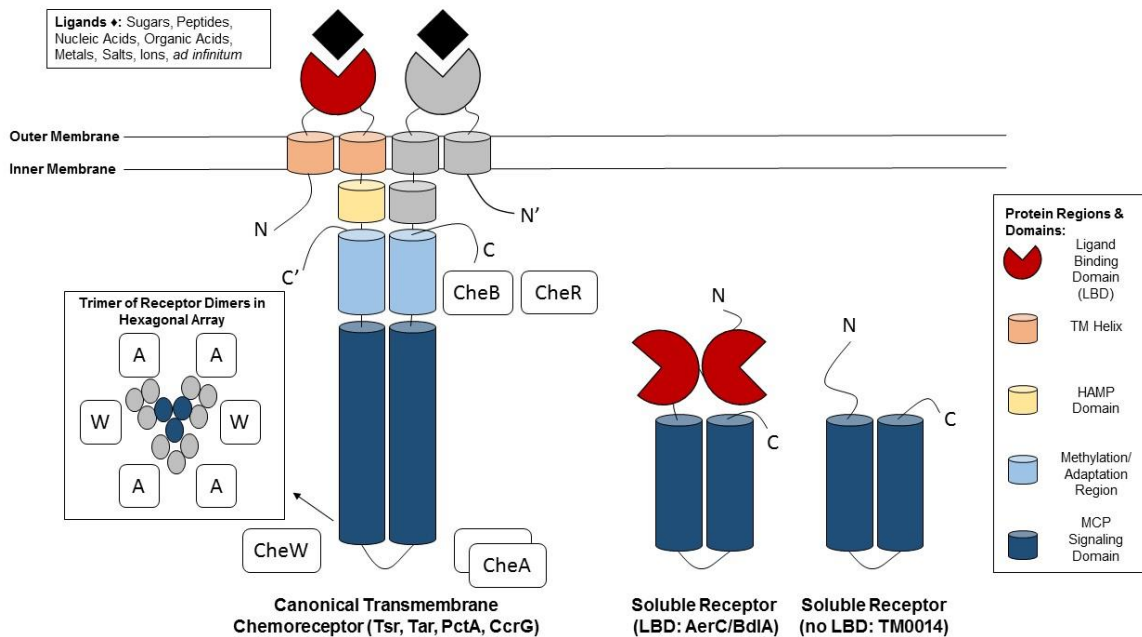 Ligands ♦: Sugars, Peptides,
Nucleic Acids, Organic Acids,
Metals, Salts, Ions, ad infinitum
Outer Membrane
Inner Membrane
N
N'
C'
C
CheB
CheR
Trimer of Receptor Dimers in
Hexagonal Array
A
A
W
W
A
A
CheW
CheA
Canonical Transmembrane
Chemoreceptor (Tsr, Tar, PctA, CcrG)
N
C
Soluble Receptor
(LBD: AerC/BdlA)
N
C
Soluble Receptor
(no LBD: TM0014)
Protein Regions &
Domains:
Ligand
Binding
Domain
(LBD)
TM Helix
HAMP
Domain
Methylation/
Adaptation
Region
MCP
Signaling
Domain